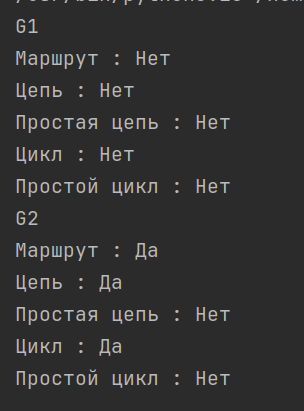 G1
Маршрут : Нет
Цепь : Нет
Простая цепь : Нет
Цикл : Нет
Простой цикл : Нет
G2
Маршрут : Да
Цепь : Да
Простая цепь : Нет
Цикл : Да
Простой цикл : Нет